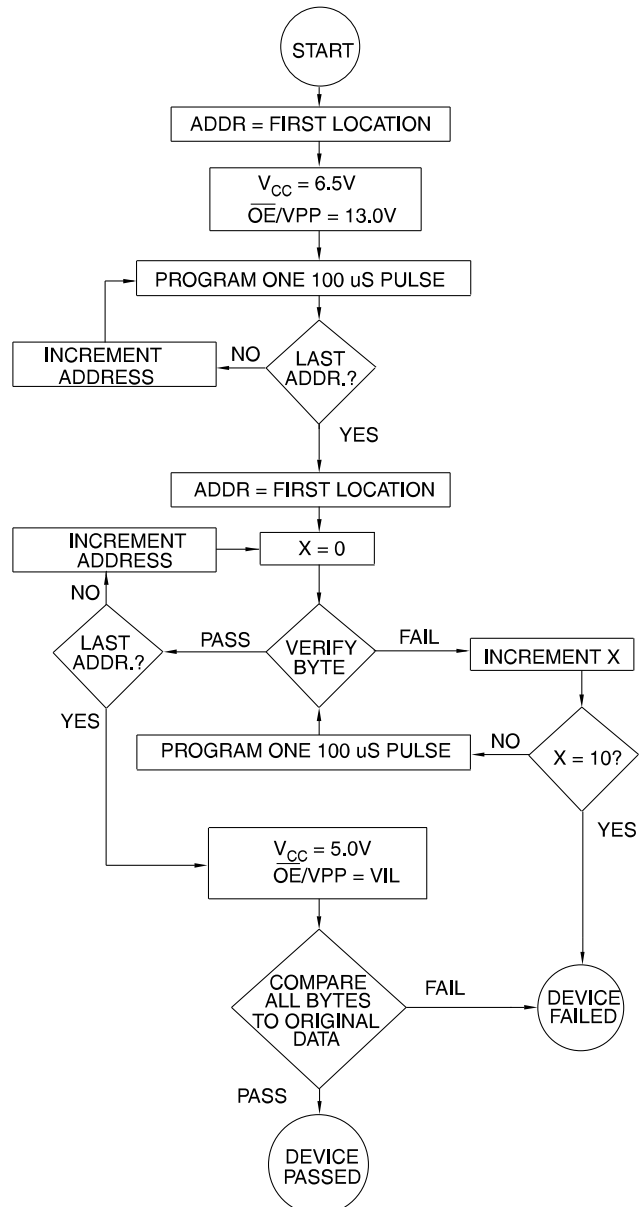 START
ADDR = FIRST LOCATION
VCC = 6.5V
OE/VPP = 13.0V
PROGRAM ONE 100 uS PULSE
INCREMENT
ADDRESS
NO
LAST
ADDR.?
YES
ADDR = FIRST LOCATION
INCREMENT
ADDRESS
X = 0
NO
LAST
ADDR.?
PASS
VERIFY
BYTE
FAIL
INCREMENT X
YES
PROGRAM ONE 100 uS PULSE
NO
X = 10?
YES
VCC = 5.0V
OE/VPP = VIL
COMPARE
ALL BYTES
TO ORIGINAL
DATA
FAIL
DEVICE
FAILED
PASS
DEVICE
PASSED